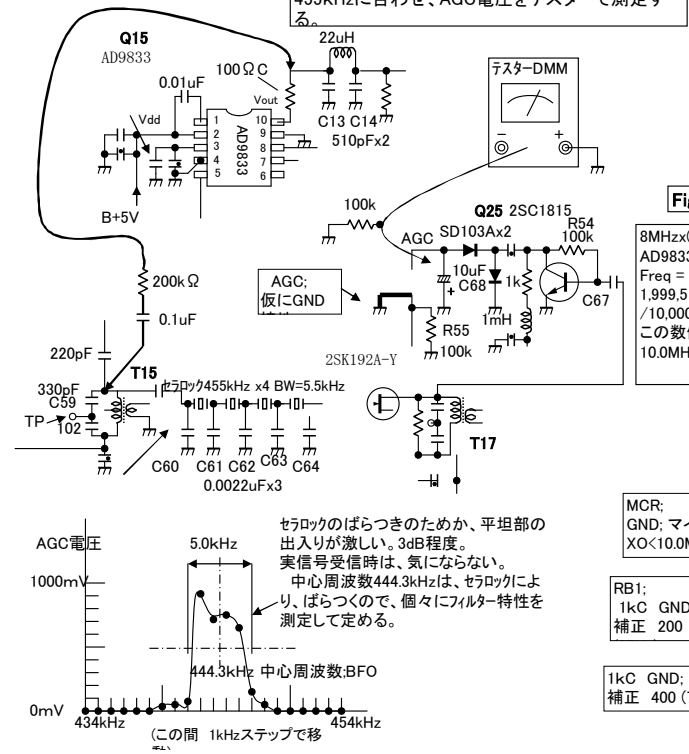 455kHzに合わせ、AGC電圧をテスターで測定す
る。
Q15
AD9833
22uH
100ΩC
0.01uF
Vout
Vdd
C13 C14
510pFx2
1
2
3
4
5
10
9
8
7
6
AD9833
B+5V
テスターDMM
－
＋
100k
Q25 2SC1815
SD103Ax2
R54
100k
AGC
10uF
C68
1k
C67
1mH
AGC;
仮にGND
R55
100k
200kΩ
0.1uF
2SK192A-Y
220pF
T15
330pF
C59
TP
102
セラロック455kHz x4 BW=5.5kHz
C60
C61
C62
C63
C64
0.0022uFx3
T17
8MHzx
AD9833
Freq =
1,999,5
/10,000
この数
10.0MH
MCR;
GND; マイ
XO<10.0M
RB1;
1kC GND
補正 200
1kC GND;
補正 400
AGC電圧
5.0kHz
1000mV
0mV
434kHz
454kHz
444.3kHz 中心周波数;BFO
(この間 1kHzステップで移
動)
セラロックのばらつきのためか、平坦部の
出入りが激しい。3dB程度。
実信号受信時は、気にならない。
中心周波数444.3kHzは、セラロックによ
り、ばらつくので、個々にフィルター特性を
測定して定める。